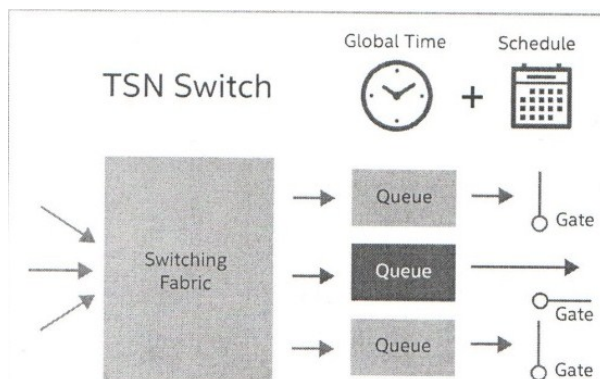 Global Time
Schedule
TSN Switch
+
Queue
Gate
Switching
Fabric
Queue
Gate
Queue
Gate